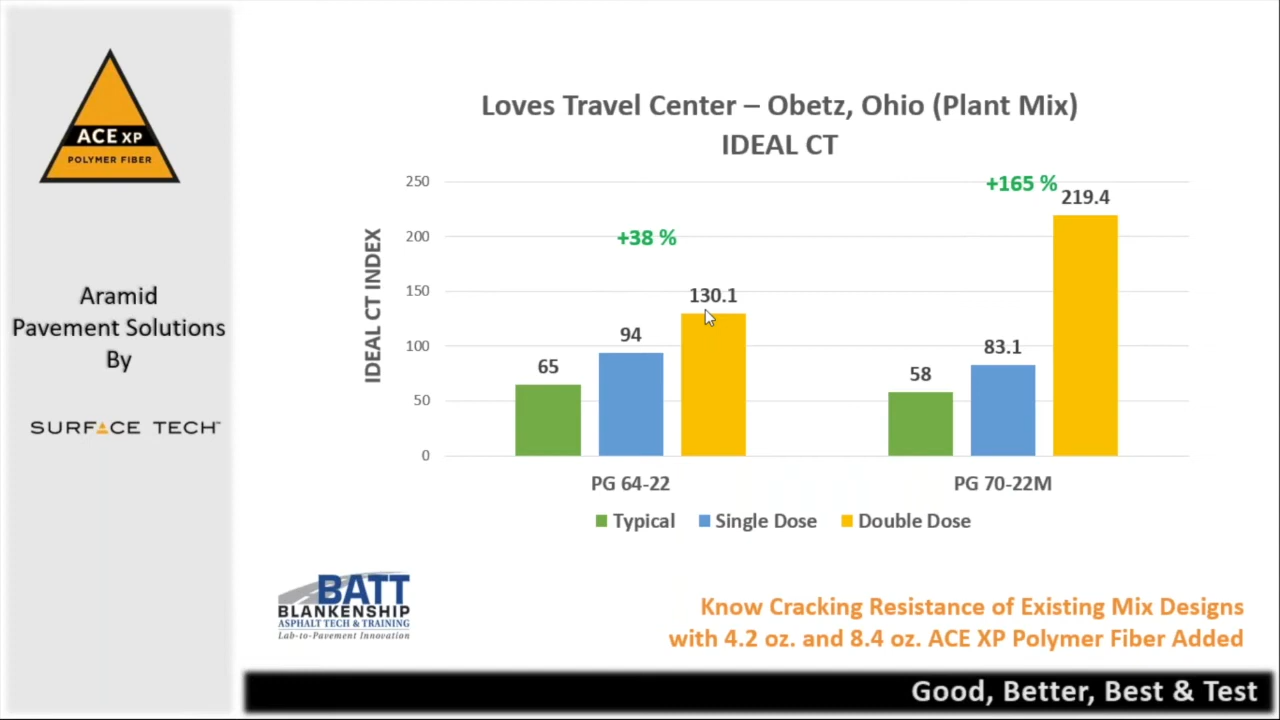 ACE XP
POLYMER FIBER
Aramid
Pavement Solutions
By
SURFACE TECH
Loves Travel Center – Obetz, Ohio (Plant Mix)
IDEAL CT
IDEAL CT INDEX
250
200
150
100
50
0
+38 %
+165 %
65
94
130.1
58
83.1
219.4
PG 64-22
PG 70-22M
Typical
Single Dose
Double Dose
BATT
BLANKENSHIP
ASPHALT TECH & TRAINING
Lab-to-Pavement Innovation
Know Cracking Resistance of Existing Mix Designs
with 4.2 oz. and 8.4 oz. ACE XP Polymer Fiber Added
Good, Better, Best & Test